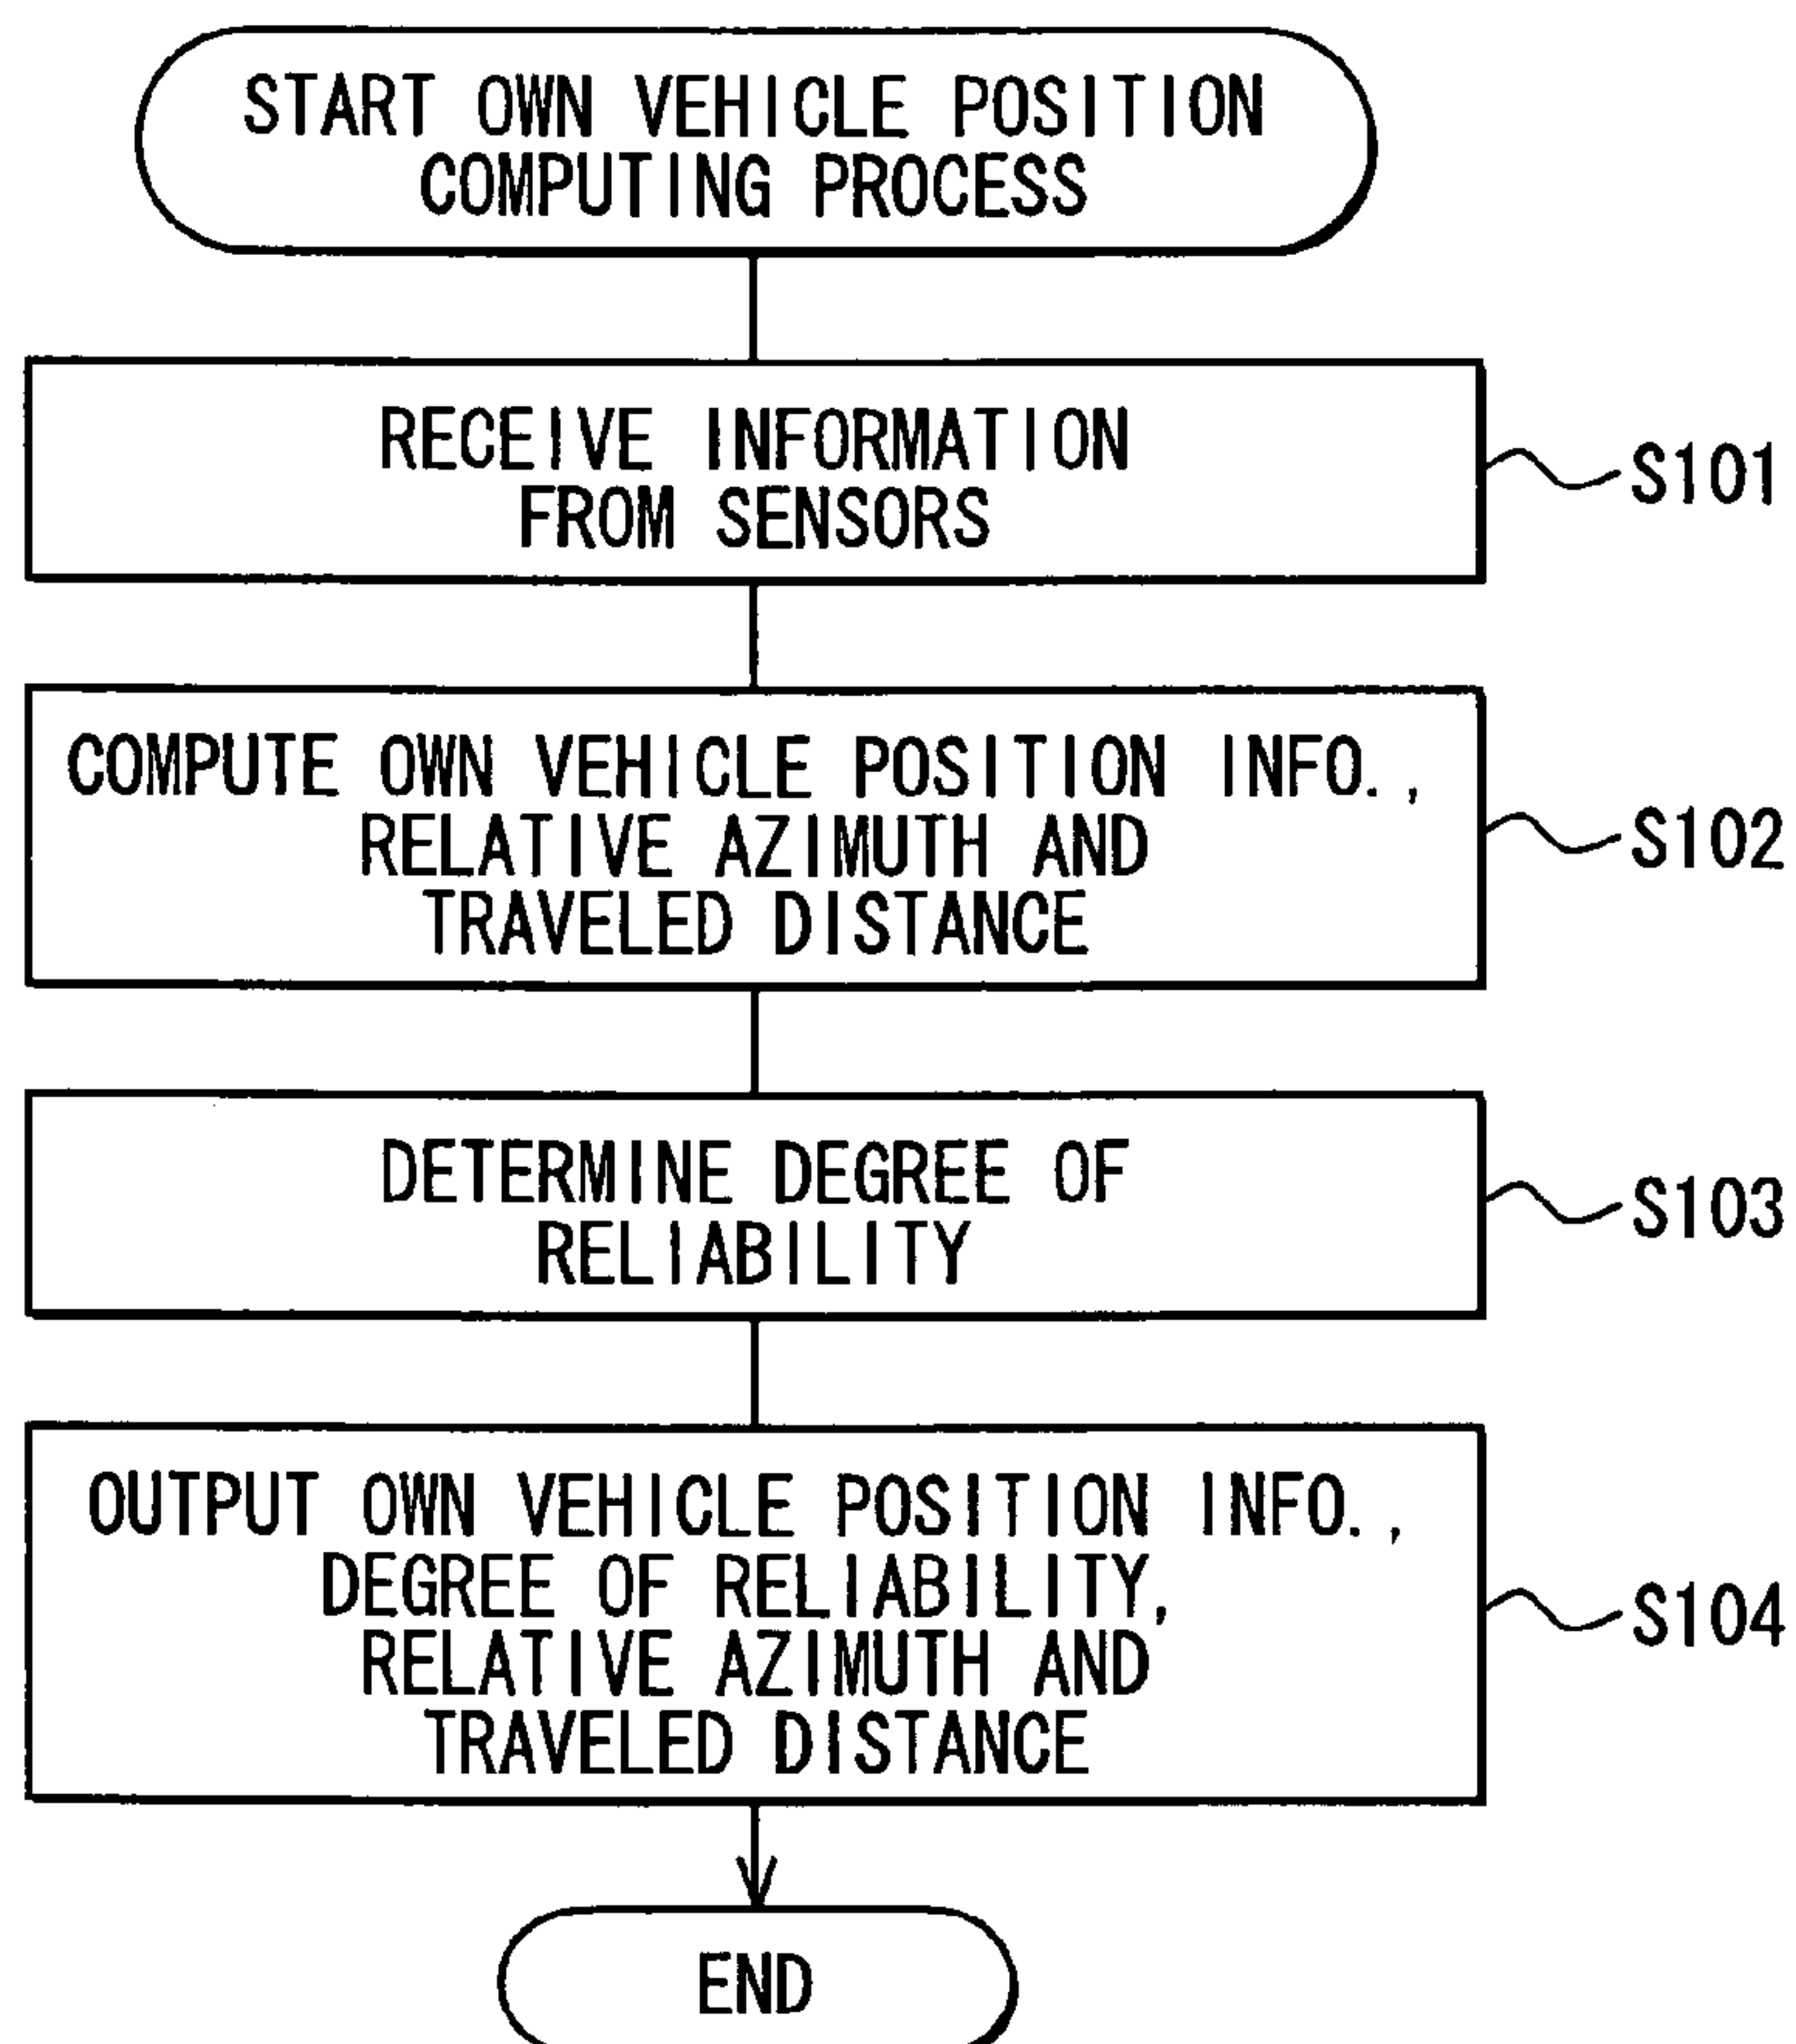 START OWN VEHICLE POSITION
COMPUTING PROCESS
RECEIVE INFORMATION
FROM SENSORS
S101
COMPUTE OWN VEHICLE POSITION INFO.,
RELATIVE AZIMUTH AND
TRAVELED DISTANCE
S102
DETERMINE DEGREE OF
RELIABILITY
S103
OUTPUT OWN VEHICLE POSITION INFO.,
DEGREE OF RELIABILITY,
RELATIVE AZIMUTH AND
TRAVELED DISTANCE
S104
END